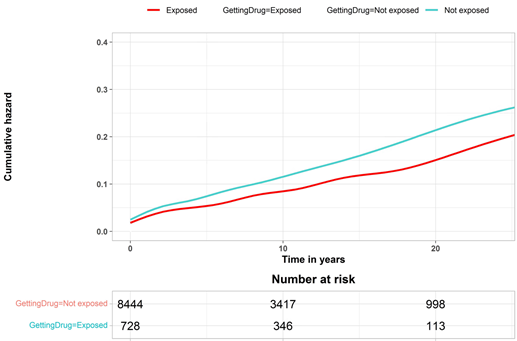 Exposed GettingDrug=Exposed GettingDrug=Not exposed Not exposed
0.4
0.3
0.2
0.1
0.0
Cumulative hazard
0 10 20
Time in years
Number at risk
GettingDrug=Not exposed 8444 3417 998
GettingDrug=Exposed 728 346 113